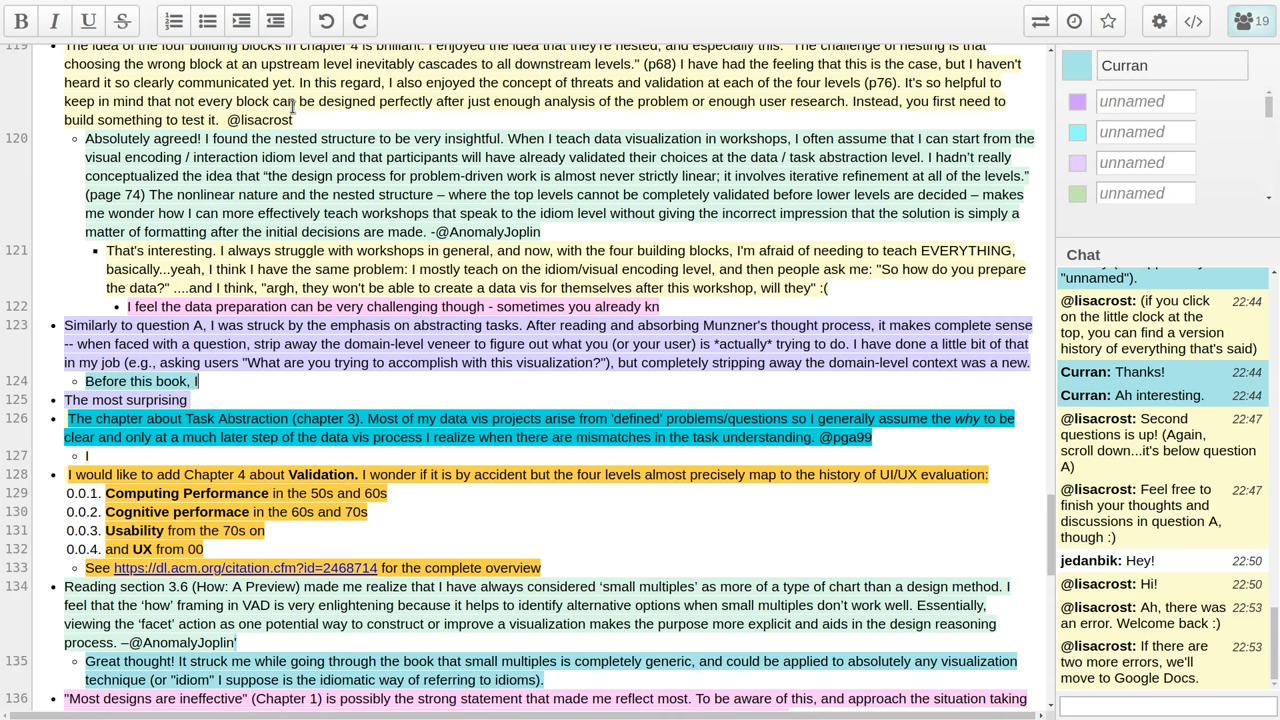 B I U S
19
119 The idea of the four building blocks in chapter 4 is brilliant. I enjoyed the idea that they're nested, and especially this: "The challenge of nesting is that
choosing the wrong block at an upstream level inevitably cascades to all downstream levels." (p68) I have had the feeling that this is the case, but I haven't
heard it so clearly communicated yet. In this regard, I also enjoyed the concept of threats and validation at each of the four levels (p76). It's so helpful to
keep in mind that not every block can be designed perfectly after just enough analysis of the problem or enough user research. Instead, you first need to
build something to test it. @lisacrost
120 Absolutely agreed! I found the nested structure to be very insightful. When I teach data visualization in workshops, I often assume that I can start from the
visual encoding / interaction idiom level and that participants will have already validated their choices at the data / task abstraction level. I hadn't really
conceptualized the idea that “the design process for problem-driven work is almost never strictly linear; it involves iterative refinement at all of the levels.”
(page 74) The nonlinear nature and the nested structure – where the top levels cannot be completely validated before lower levels are decided – makes
me wonder how I can more effectively teach workshops that speak to the idiom level without giving the incorrect impression that the solution is simply a
matter of formatting after the initial decisions are made. -@AnomalyJoplin
121 That's interesting. I always struggle with workshops in general, and now, with the four building blocks, I'm afraid of needing to teach EVERYTHING,
basically...yeah, I think I have the same problem: I mostly teach on the idiom/visual encoding level, and then people ask me: "So how do you prepare
the data?" ....and I think, "argh, they won't be able to create a data vis for themselves after this workshop, will they" :(
122 I feel the data preparation can be very challenging though - sometimes you already kn
123 Similarly to question A, I was struck by the emphasis on abstracting tasks. After reading and absorbing Munzner's thought process, it makes complete sense
-- when faced with a question, strip away the domain-level veneer to figure out what you (or your user) is *actually* trying to do. I have done a little bit of that
in my job (e.g., asking users "What are you trying to accomplish with this visualization?"), but completely stripping away the domain-level context was a new.
124 Before this book, I
125 The most surprising
126 The chapter about Task Abstraction (chapter 3). Most of my data vis projects arise from 'defined' problems/questions so I generally assume the why to be
clear and only at a much later step of the data vis process I realize when there are mismatches in the task understanding. @pga99
127 I
128 I would like to add Chapter 4 about Validation. I wonder if it is by accident but the four levels almost precisely map to the history of UI/UX evaluation:
129 0.0.1. Computing Performance in the 50s and 60s
130 0.0.2. Cognitive performace in the 60s and 70s
131 0.0.3. Usability from the 70s on
132 0.0.4. and UX from 00
133 See https://dl.acm.org/citation.cfm?id=2468714 for the complete overview
134 Reading section 3.6 (How: A Preview) made me realize that I have always considered ‘small multiples’ as more of a type of chart than a design method. I
feel that the ‘how’ framing in VAD is very enlightening because it helps to identify alternative options when small multiples don’t work well. Essentially,
viewing the ‘facet’ action as one potential way to construct or improve a visualization makes the purpose more explicit and aids in the design reasoning
process. –@AnomalyJoplin'
135 Great thought! It struck me while going through the book that small multiples is completely generic, and could be applied to absolutely any visualization
technique (or "idiom" I suppose is the idiomatic way of referring to idioms).
136 "Most designs are ineffective" (Chapter 1) is possibly the strong statement that made me reflect most. To be aware of this, and approach the situation taking
Curran
unnamed
unnamed
unnamed
unnamed
Chat
"unnamed").
@lisacrost: (if you click 22:44
on the little clock at the
top, you can find a version
history of everything that's said)
Curran: Thanks! 22:44
Curran: Ah interesting. 22:44
@lisacrost: Second 22:47
questions is up! (Again,
scroll down...it's below question
A)
@lisacrost: Feel free to 22:47
finish your thoughts and
discussions in question A,
though :)
jedanbik: Hey! 22:50
@lisacrost: Hi! 22:50
@lisacrost: Ah, there was 22:53
an error. Welcome back :)
@lisacrost: If there are 22:53
two more errors, we'll
move to Google Docs.